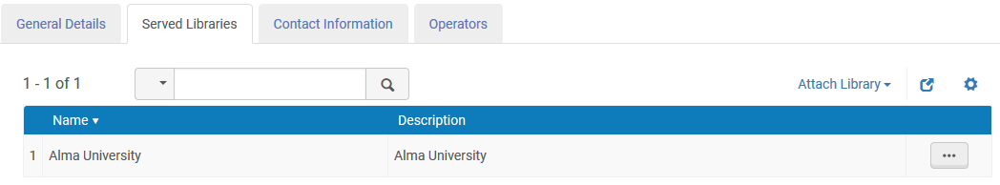 General Details Served Libraries Contact Information Operators
1 - 1 of 1 Attach Library
Name Description
1 Alma University Alma University